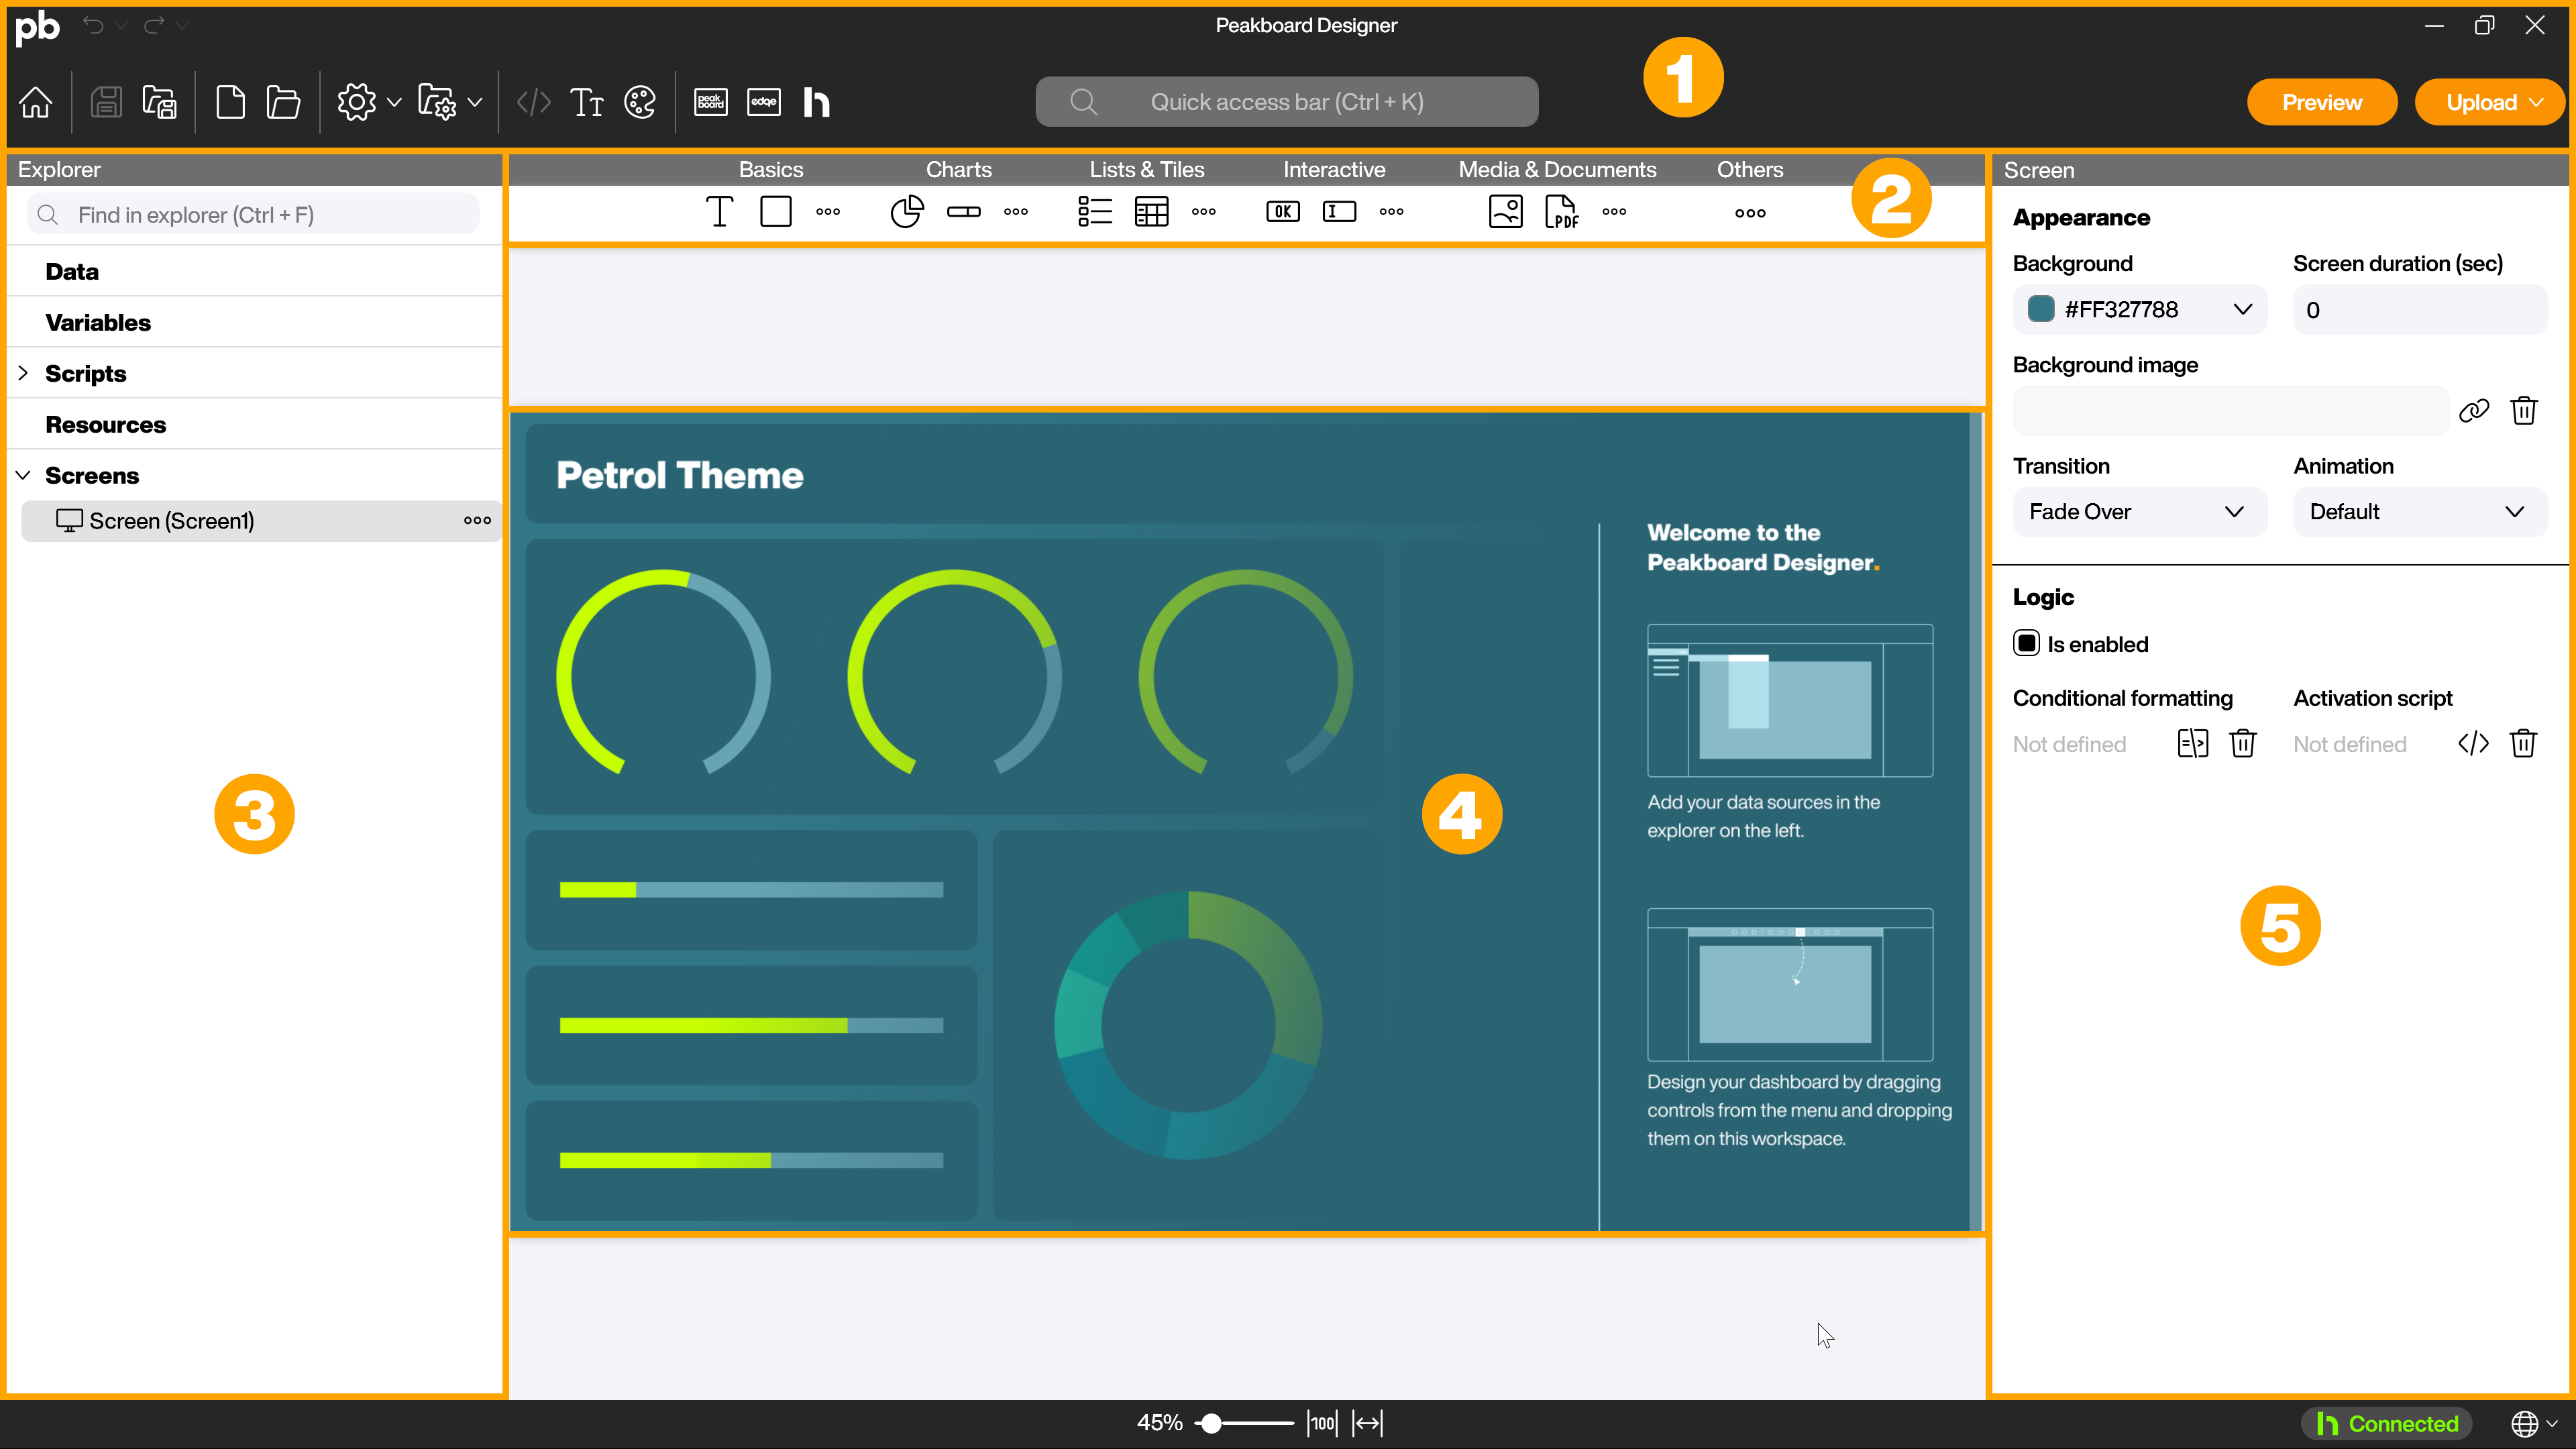 pb
Peakboard Designer
peak
board
edge
h
Quick access bar (Ctrl + K)
1
Preview
Upload
Explorer
Find in explorer (Ctrl + F)
Data
Variables
Scripts
Resources
Screens
Screen (Screen1)
3
Basics
Charts
Lists & Tiles
Interactive
Media & Documents
Others
OK
PDF
2
Petrol Theme
Welcome to the
Peakboard Designer.
Add your data sources in the
explorer on the left.
4
Design your dashboard by dragging
controls from the menu and dropping
them on this workspace.
Screen
Appearance
Background
Screen duration (sec)
#FF327788
0
Background image
Transition
Animation
Fade Over
Default
Logic
Is enabled
Conditional formatting
Activation script
Not defined
Not defined
5
45%
100
h Connected